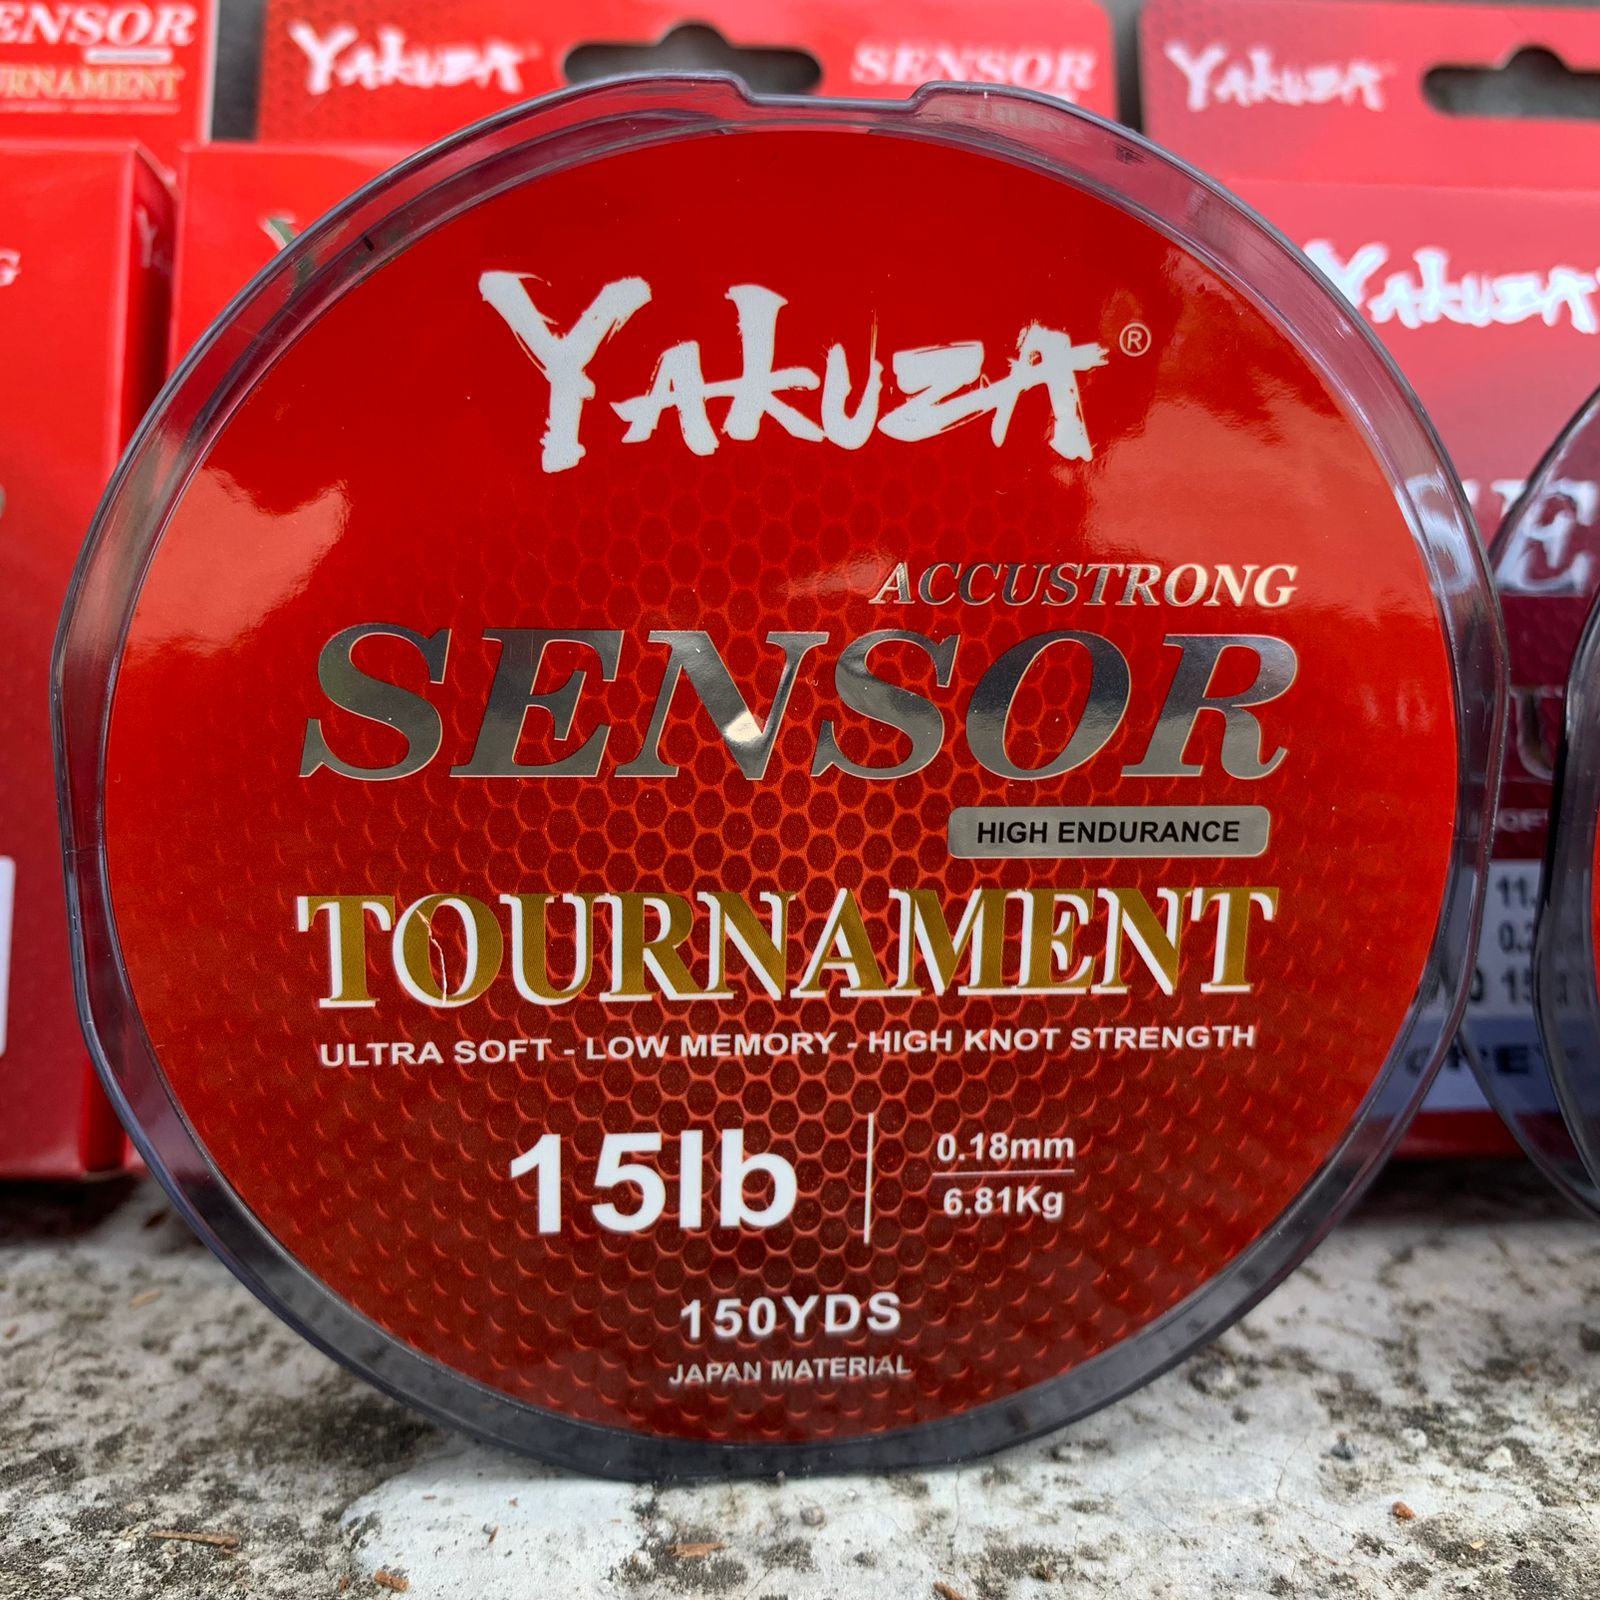 SENSOR
TOURNAMENT
YAKUZA
SENSOR
YAKUZA
YAKUZA
YAKUZA®
ACCUSTRONG
SENSOR
HIGH ENDURANCE
TOURNAMENT
ULTRA SOFT - LOW MEMORY - HIGH KNOT STRENGTH
15lb
0.18mm
6.81Kg
150YDS
JAPAN MATERIAL